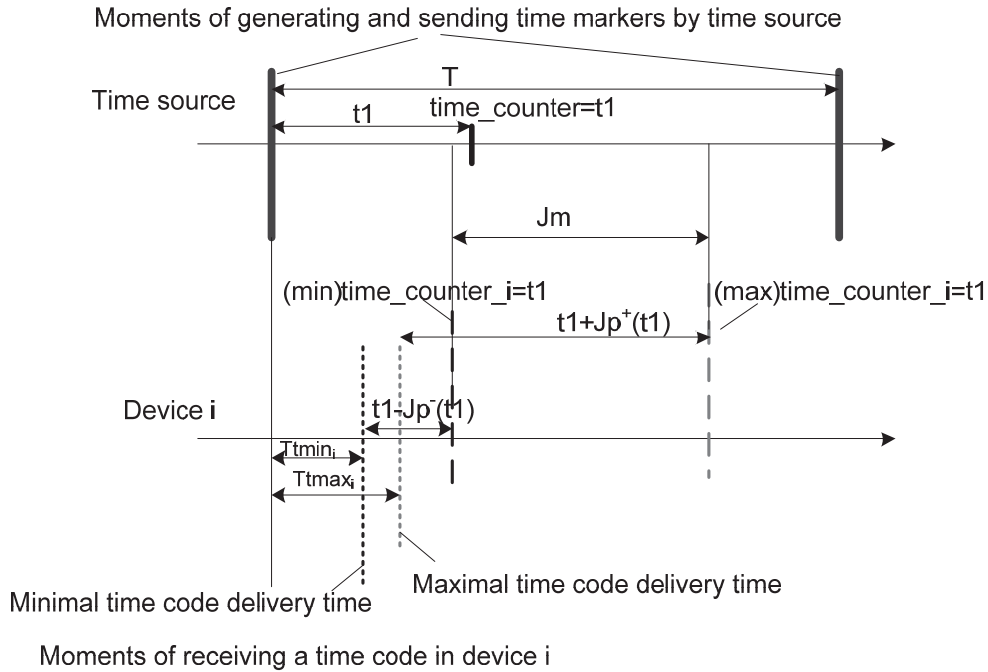 Moments of generating and sending time markers by time source
T
Time source
time_counter=t1
t1
Jm
(min)time_counter_i=t1
(max)time_counter_i=t1
t1+Jp⁺(t1)
Device i
t1-Jp⁻(t1)
Ttminᵢ
Ttmaxᵢ
Maximal time code delivery time
Minimal time code delivery time
Moments of receiving a time code in device i